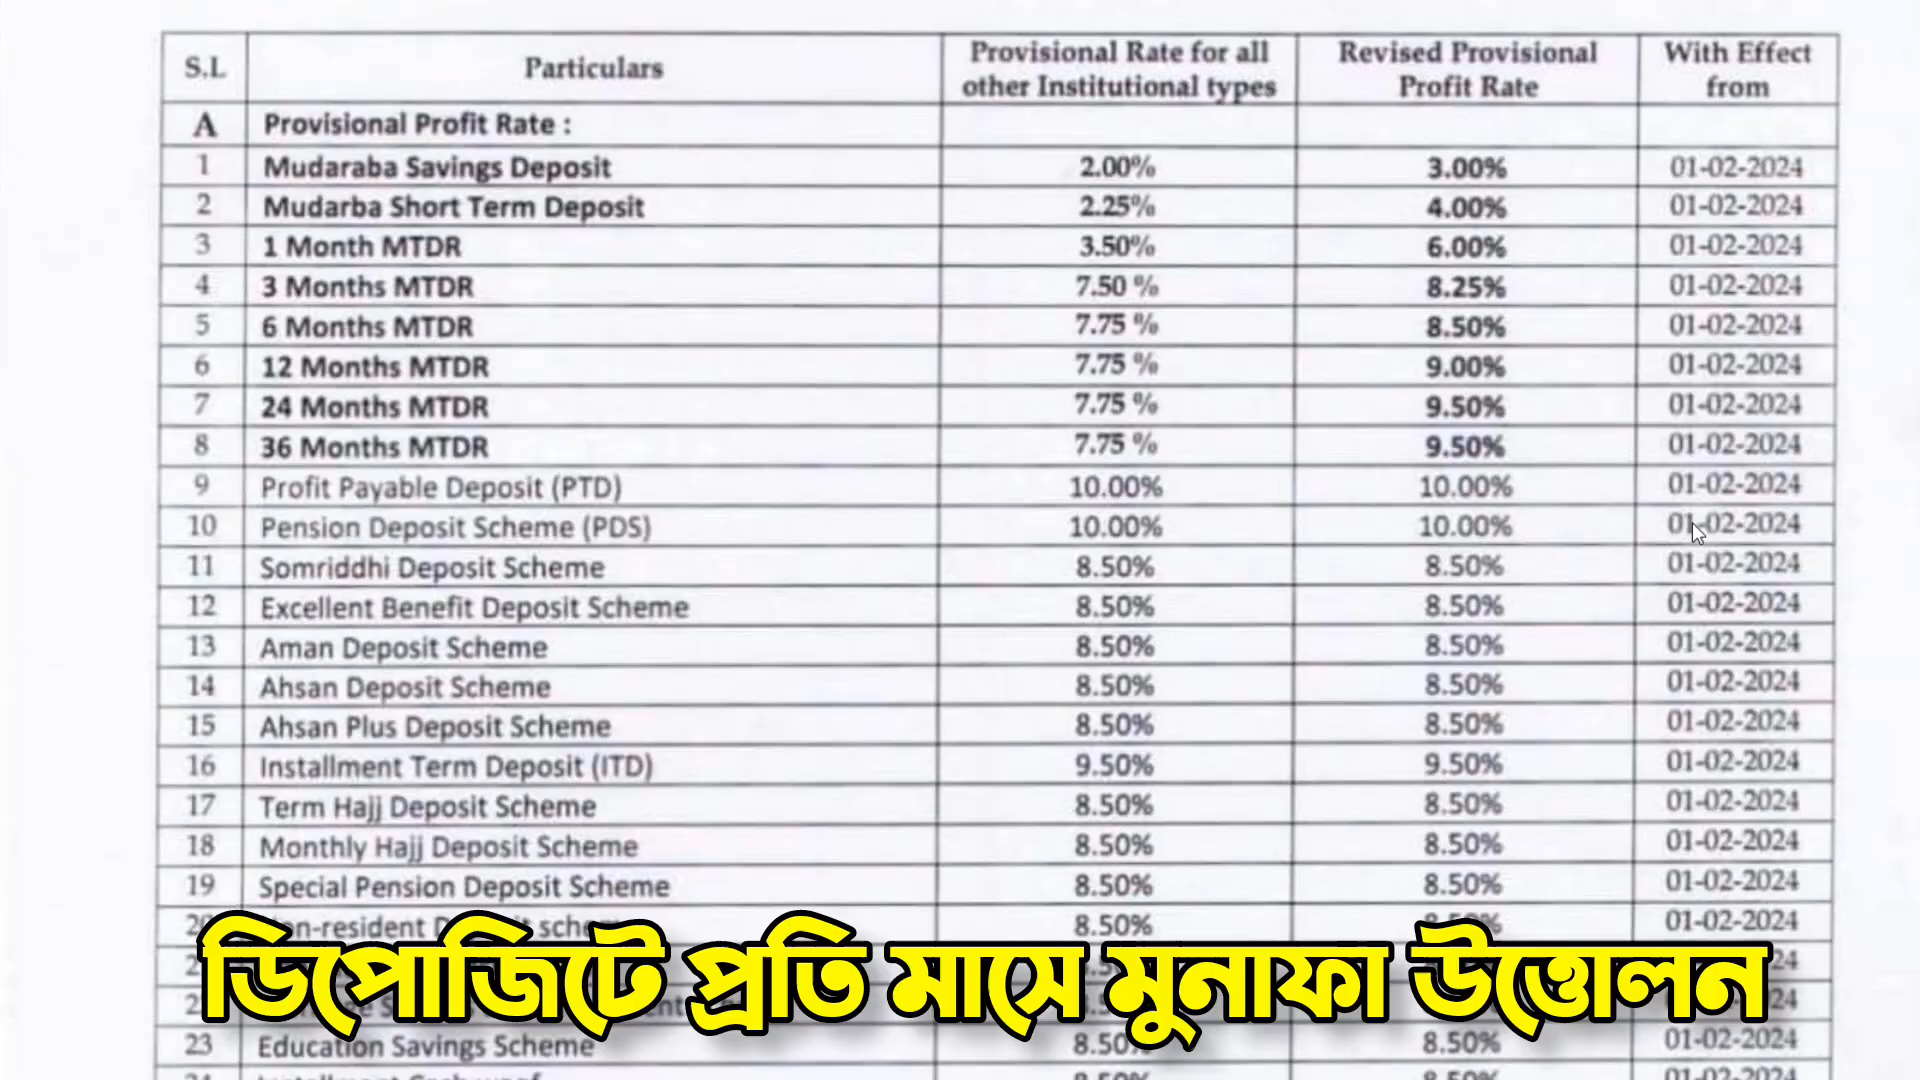 S.L Particulars Provisional Rate for all other Institutional types Revised Provisional Profit Rate With Effect from
A Provisional Profit Rate :
1 Mudaraba Savings Deposit 2.00% 3.00% 01-02-2024
2 Mudarba Short Term Deposit 2.25% 4.00% 01-02-2024
3 1 Month MTDR 3.50% 6.00% 01-02-2024
4 3 Months MTDR 7.50 % 8.25% 01-02-2024
5 6 Months MTDR 7.75 % 8.50% 01-02-2024
6 12 Months MTDR 7.75 % 9.00% 01-02-2024
7 24 Months MTDR 7.75 % 9.50% 01-02-2024
8 36 Months MTDR 7.75 % 9.50% 01-02-2024
9 Profit Payable Deposit (PTD) 10.00% 10.00% 01-02-2024
10 Pension Deposit Scheme (PDS) 10.00% 10.00% 01-02-2024
11 Somriddhi Deposit Scheme 8.50% 8.50% 01-02-2024
12 Excellent Benefit Deposit Scheme 8.50% 8.50% 01-02-2024
13 Aman Deposit Scheme 8.50% 8.50% 01-02-2024
14 Ahsan Deposit Scheme 8.50% 8.50% 01-02-2024
15 Ahsan Plus Deposit Scheme 8.50% 8.50% 01-02-2024
16 Installment Term Deposit (ITD) 9.50% 9.50% 01-02-2024
17 Term Hajj Deposit Scheme 8.50% 8.50% 01-02-2024
18 Monthly Hajj Deposit Scheme 8.50% 8.50% 01-02-2024
19 Special Pension Deposit Scheme 8.50% 8.50% 01-02-2024
8.50% 8.50% 01-02-2024
ডিপোজিটে প্রতি মাসে মুনাফা উত্তোলন
23 Education Savings Scheme 8.50% 8.50% 01-02-2024